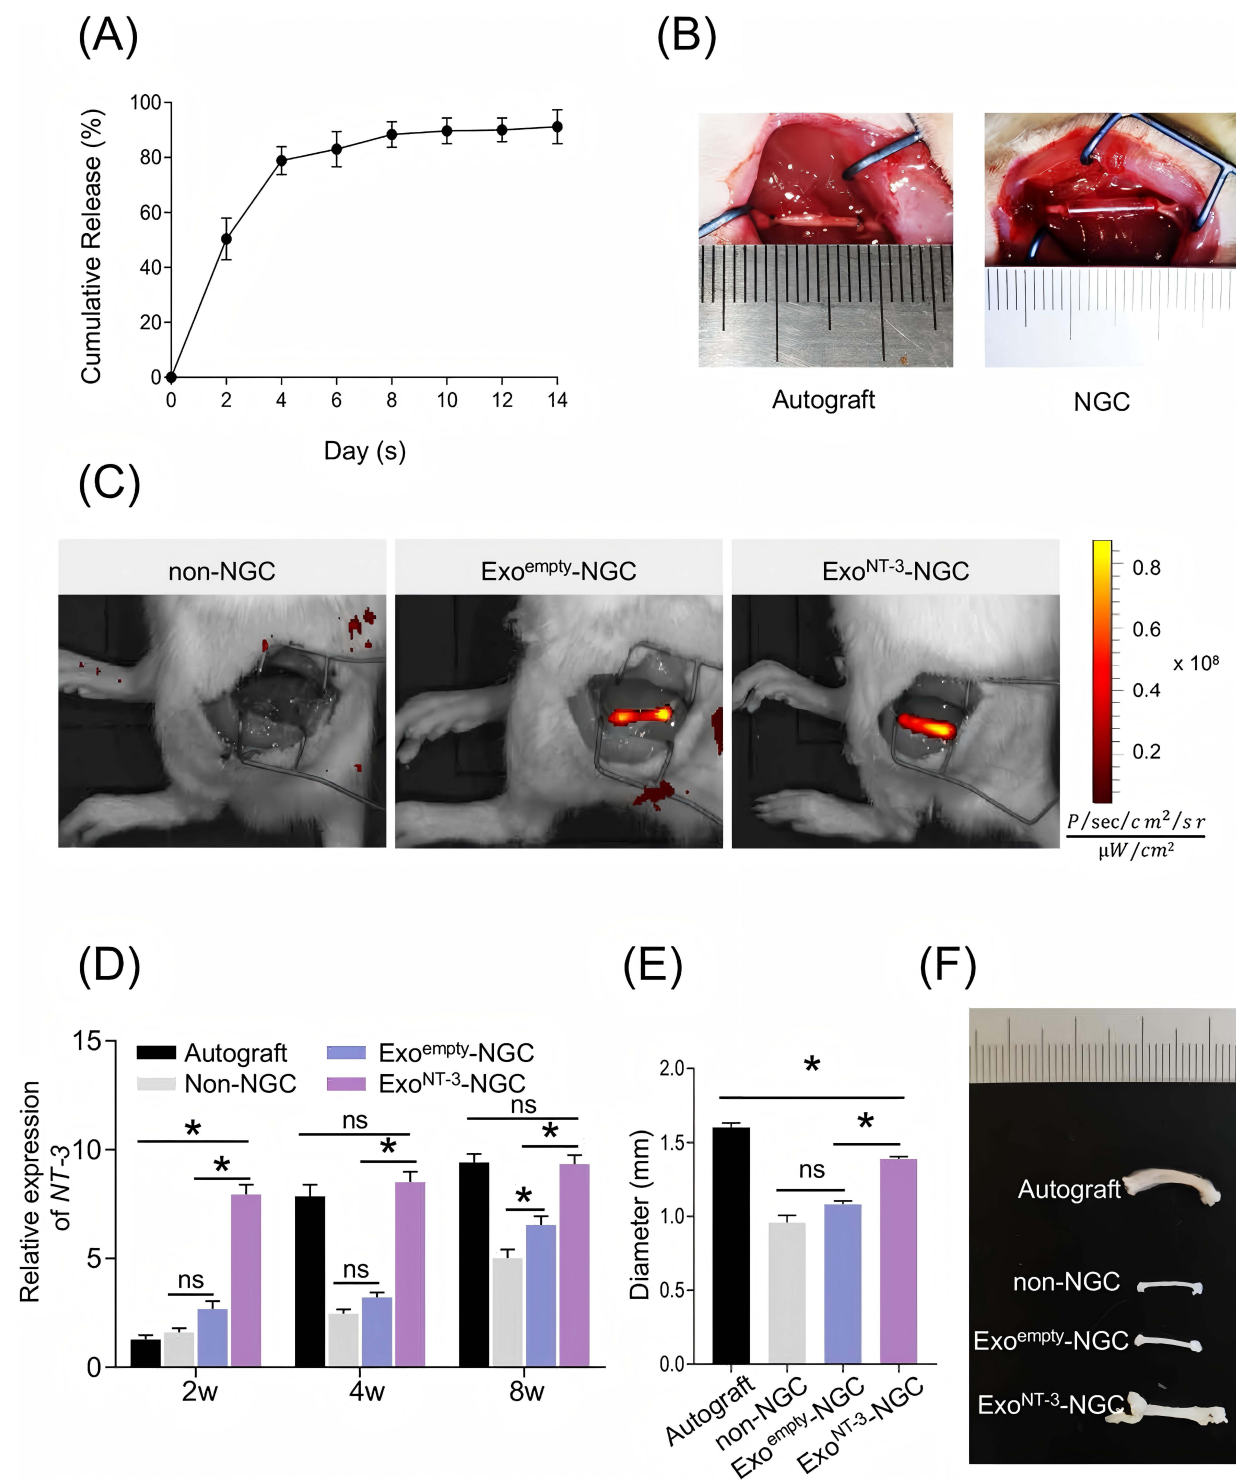 (A)
Cumulative Release (%)
100
80
60
40
20
0
0 2 4 6 8 10 12 14
Day (s)
(B)
Autograft
NGC
(C)
non-NGC
Exo^empty-NGC
Exo^NT-3-NGC
0.8
0.6
0.4
0.2
x 10⁸
P/sec/cm²/sr
μW/cm²
(D)
Relative expression
of NT-3
15
10
5
0
Autograft
Non-NGC
Exo^empty-NGC
Exo^NT-3-NGC
*
*
ns
ns
*
ns
ns
*
*
2w 4w 8w
(E)
Diameter (mm)
2.0
1.5
1.0
0.5
0.0
*
*
ns
Autograft
non-NGC
Exo^empty-NGC
Exo^NT-3-NGC
(F)
Autograft
non-NGC
Exo^empty-NGC
Exo^NT-3-NGC